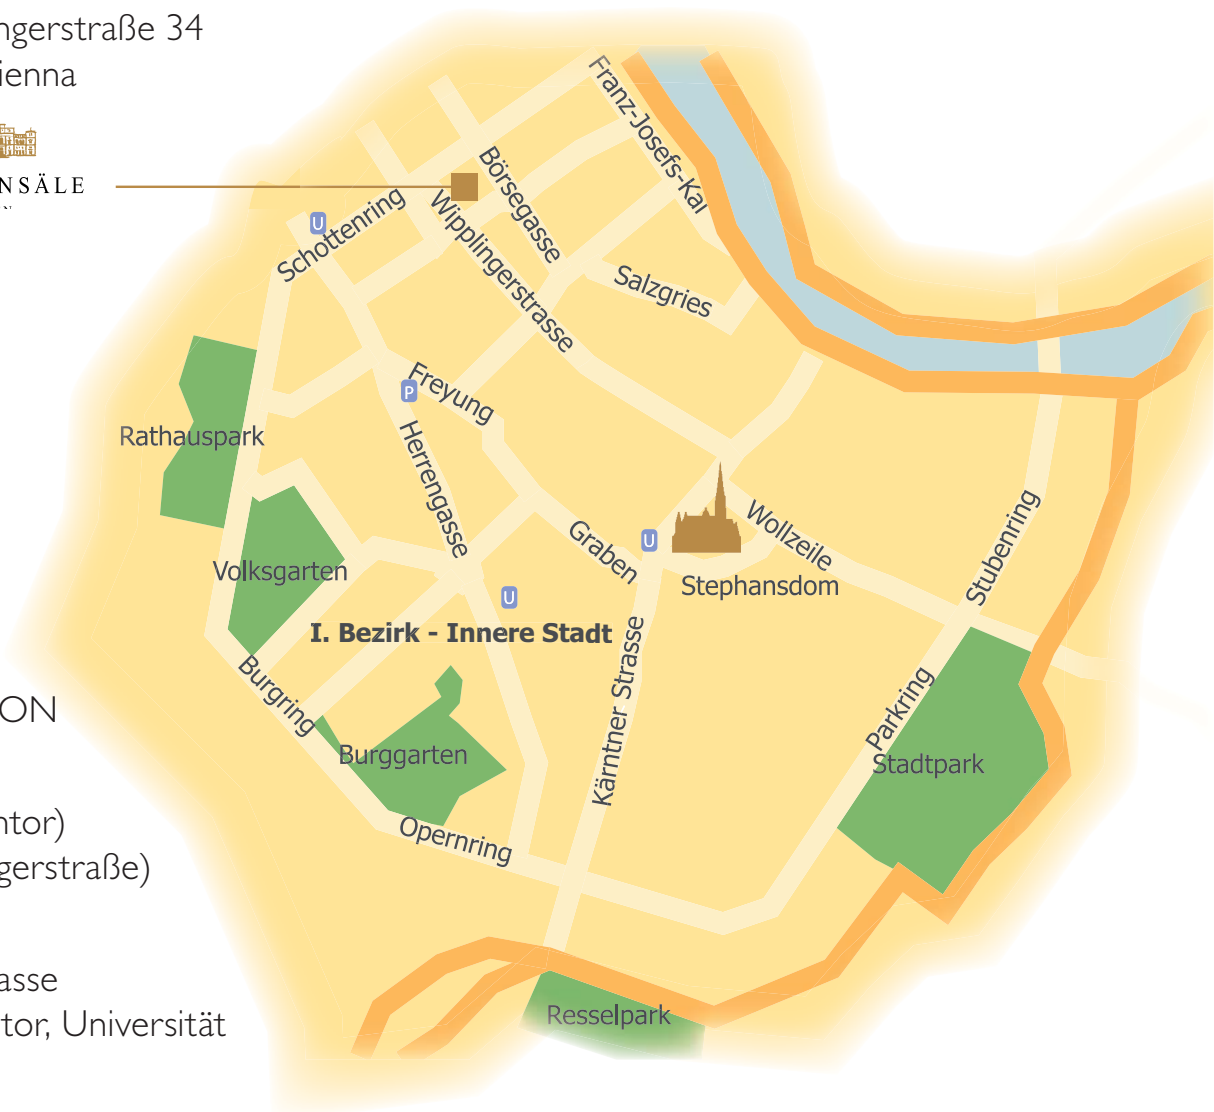 ngerstraße 34
ienna
NSÄLE
Franz-Josefs-Kai
Börsegasse
Schottenring
U
Wipplingerstrasse
Salzgries
Freyung
P
Rathauspark
Herrengasse
Graben
U
Wollzeile
Stubenring
Volksgarten
Stephansdom
U
I. Bezirk - Innere Stadt
Burgring
Kärntner Strasse
Parkring
ON
Burggarten
Stadtpark
ntor)
Opernring
gerstraße)
asse
Resselpark
tor, Universität